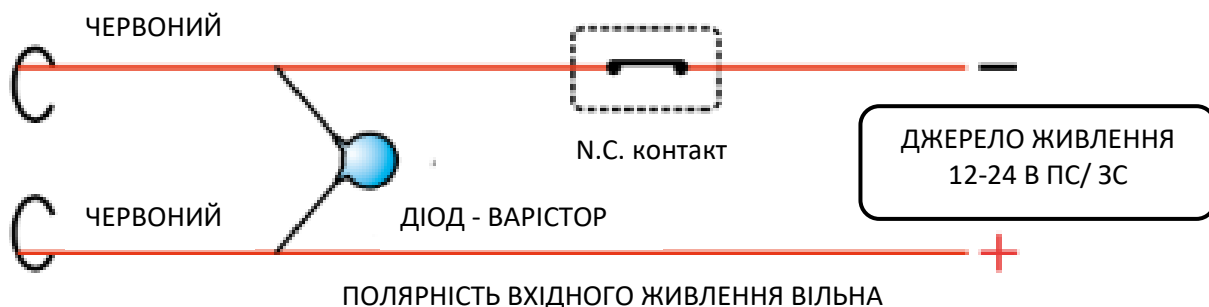 ЧЕРВОНИЙ
N.C. контакт
ДЖЕРЕЛО ЖИВЛЕННЯ
12-24 В ПС/ ЗС
ЧЕРВОНИЙ
ДІОД - ВАРІСТОР
ПОЛЯРНІСТЬ ВХІДНОГО ЖИВЛЕННЯ ВІЛЬНА